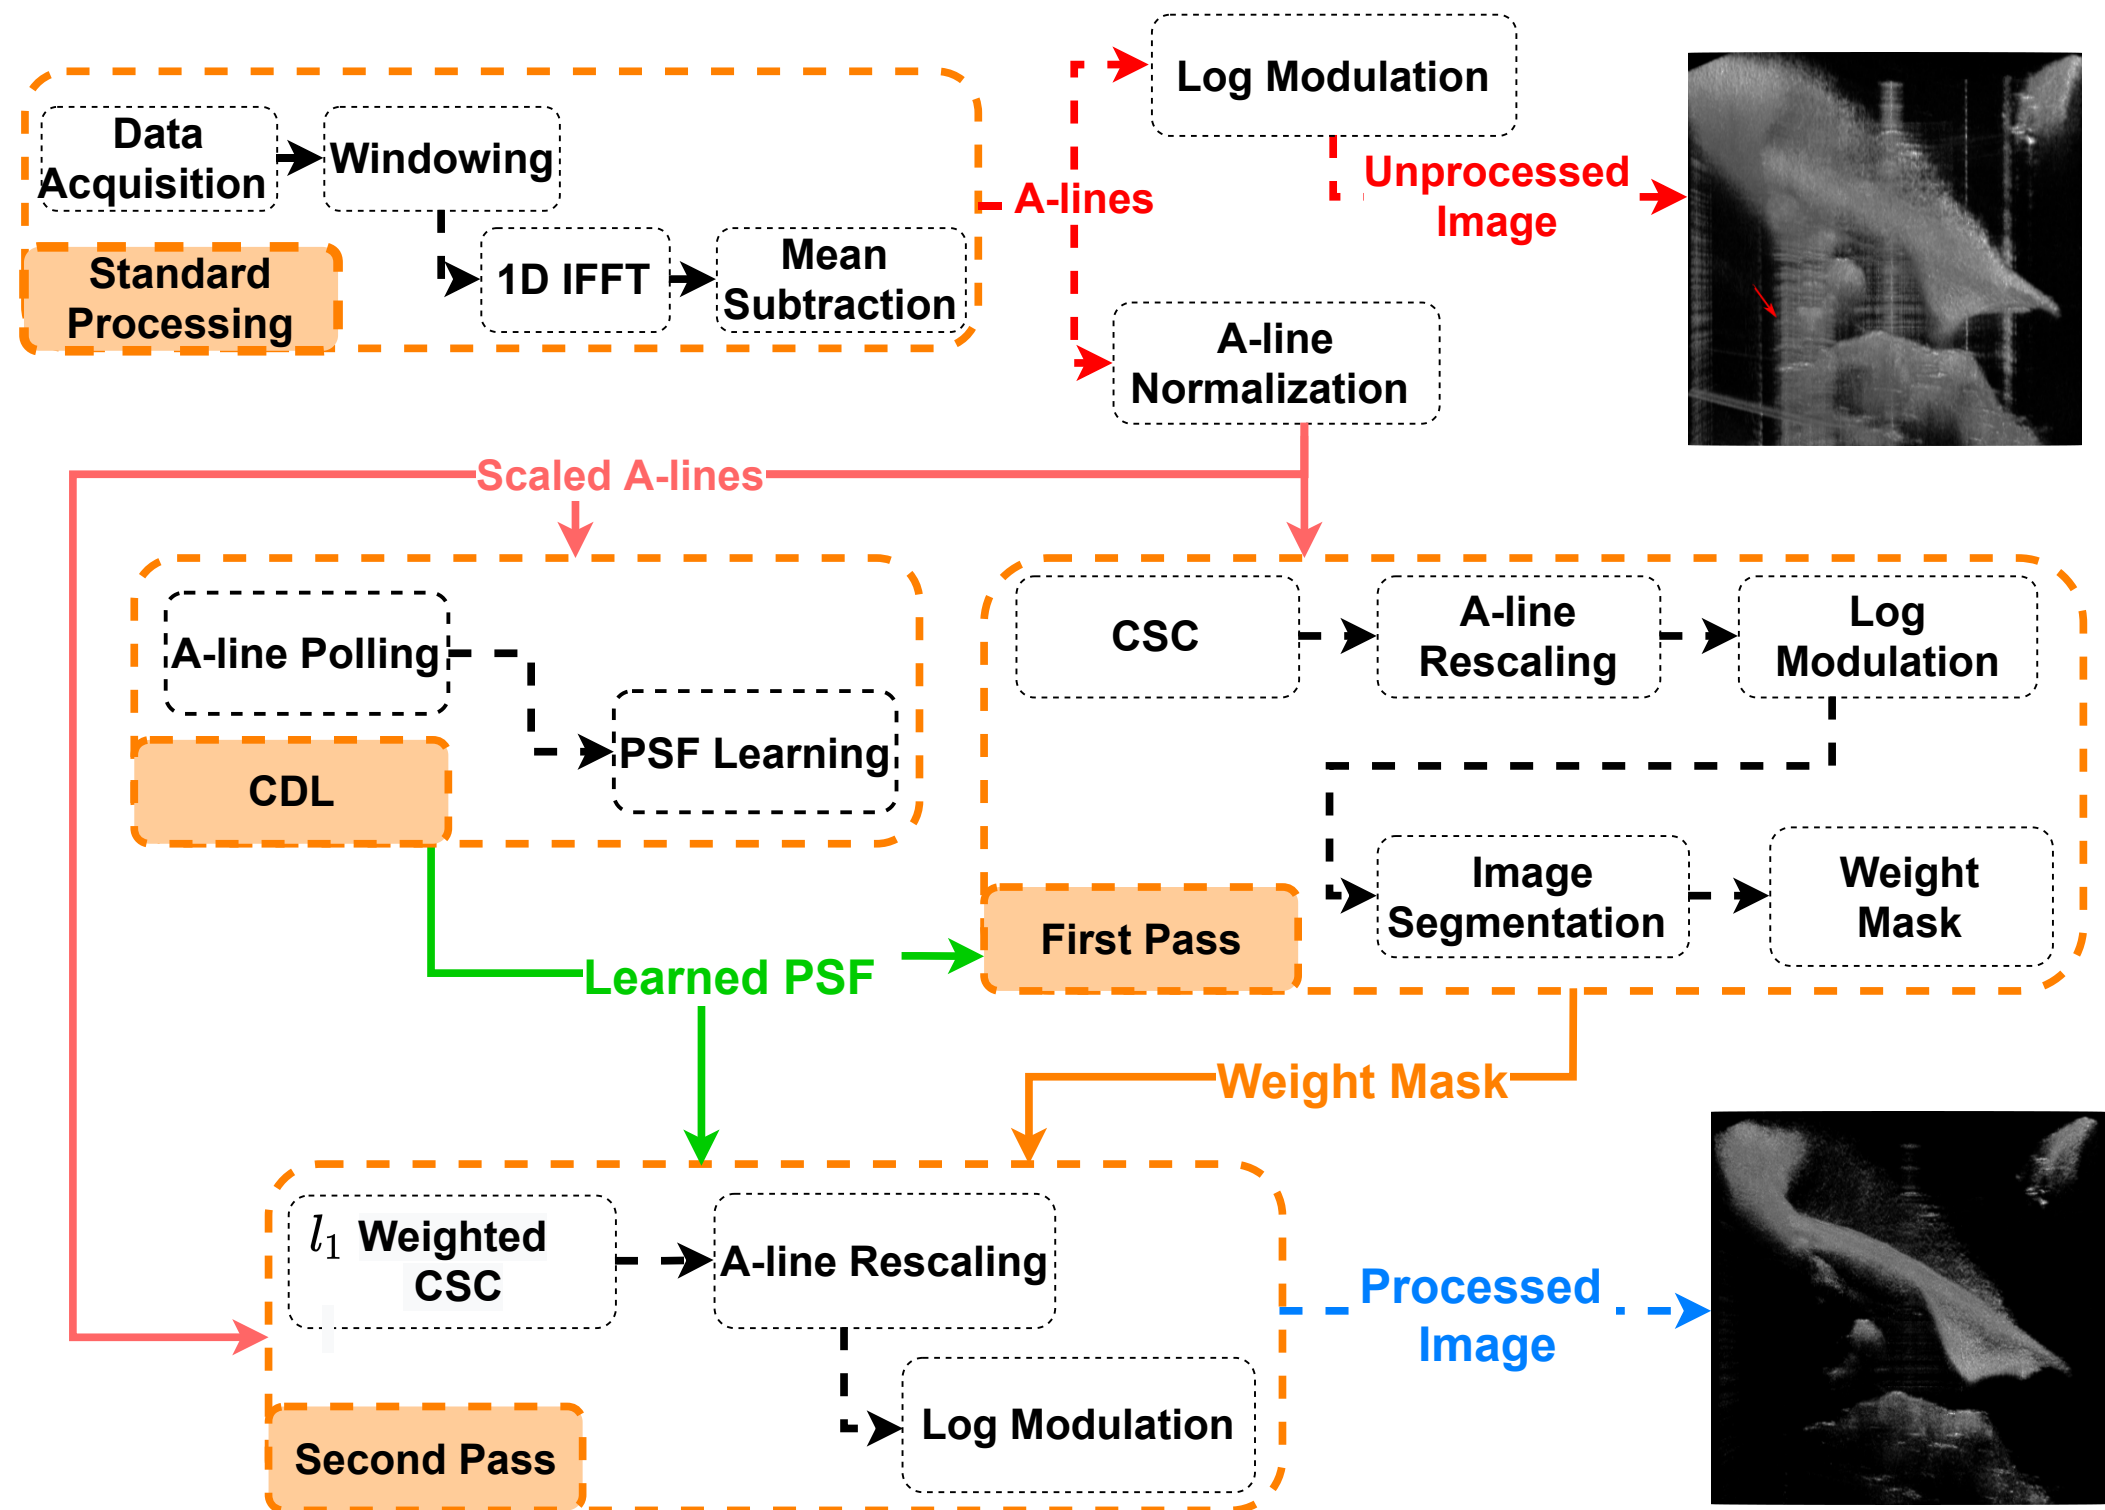 Data
Acquisition
Windowing
1D IFFT
Mean
Subtraction
Standard
Processing
A-lines
Log Modulation
Unprocessed
Image
A-line
Normalization
Scaled A-lines
A-line Polling
PSF Learning
CDL
CSC
A-line
Rescaling
Log
Modulation
Image
Segmentation
Weight
Mask
First Pass
Learned PSF
Weight Mask
l₁ Weighted
CSC
A-line Rescaling
Log Modulation
Second Pass
Processed
Image